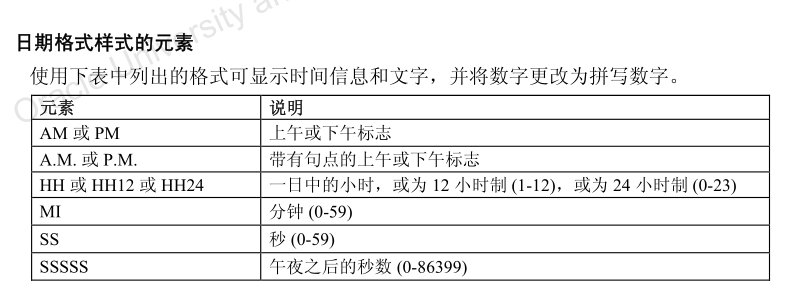 Oracle University an
日期格式样式的元素
使用下表中列出的格式可显示时间信息和文字，并将数字更改为拼写数字。
元素 说明
AM 或 PM 上午或下午标志
A.M. 或 P.M. 带有句点的上午或下午标志
HH 或 HH12 或 HH24 一日中的小时，或为 12 小时制 (1-12)，或为 24 小时制 (0-23)
MI 分钟 (0-59)
SS 秒 (0-59)
SSSSS 午夜之后的秒数 (0-86399)